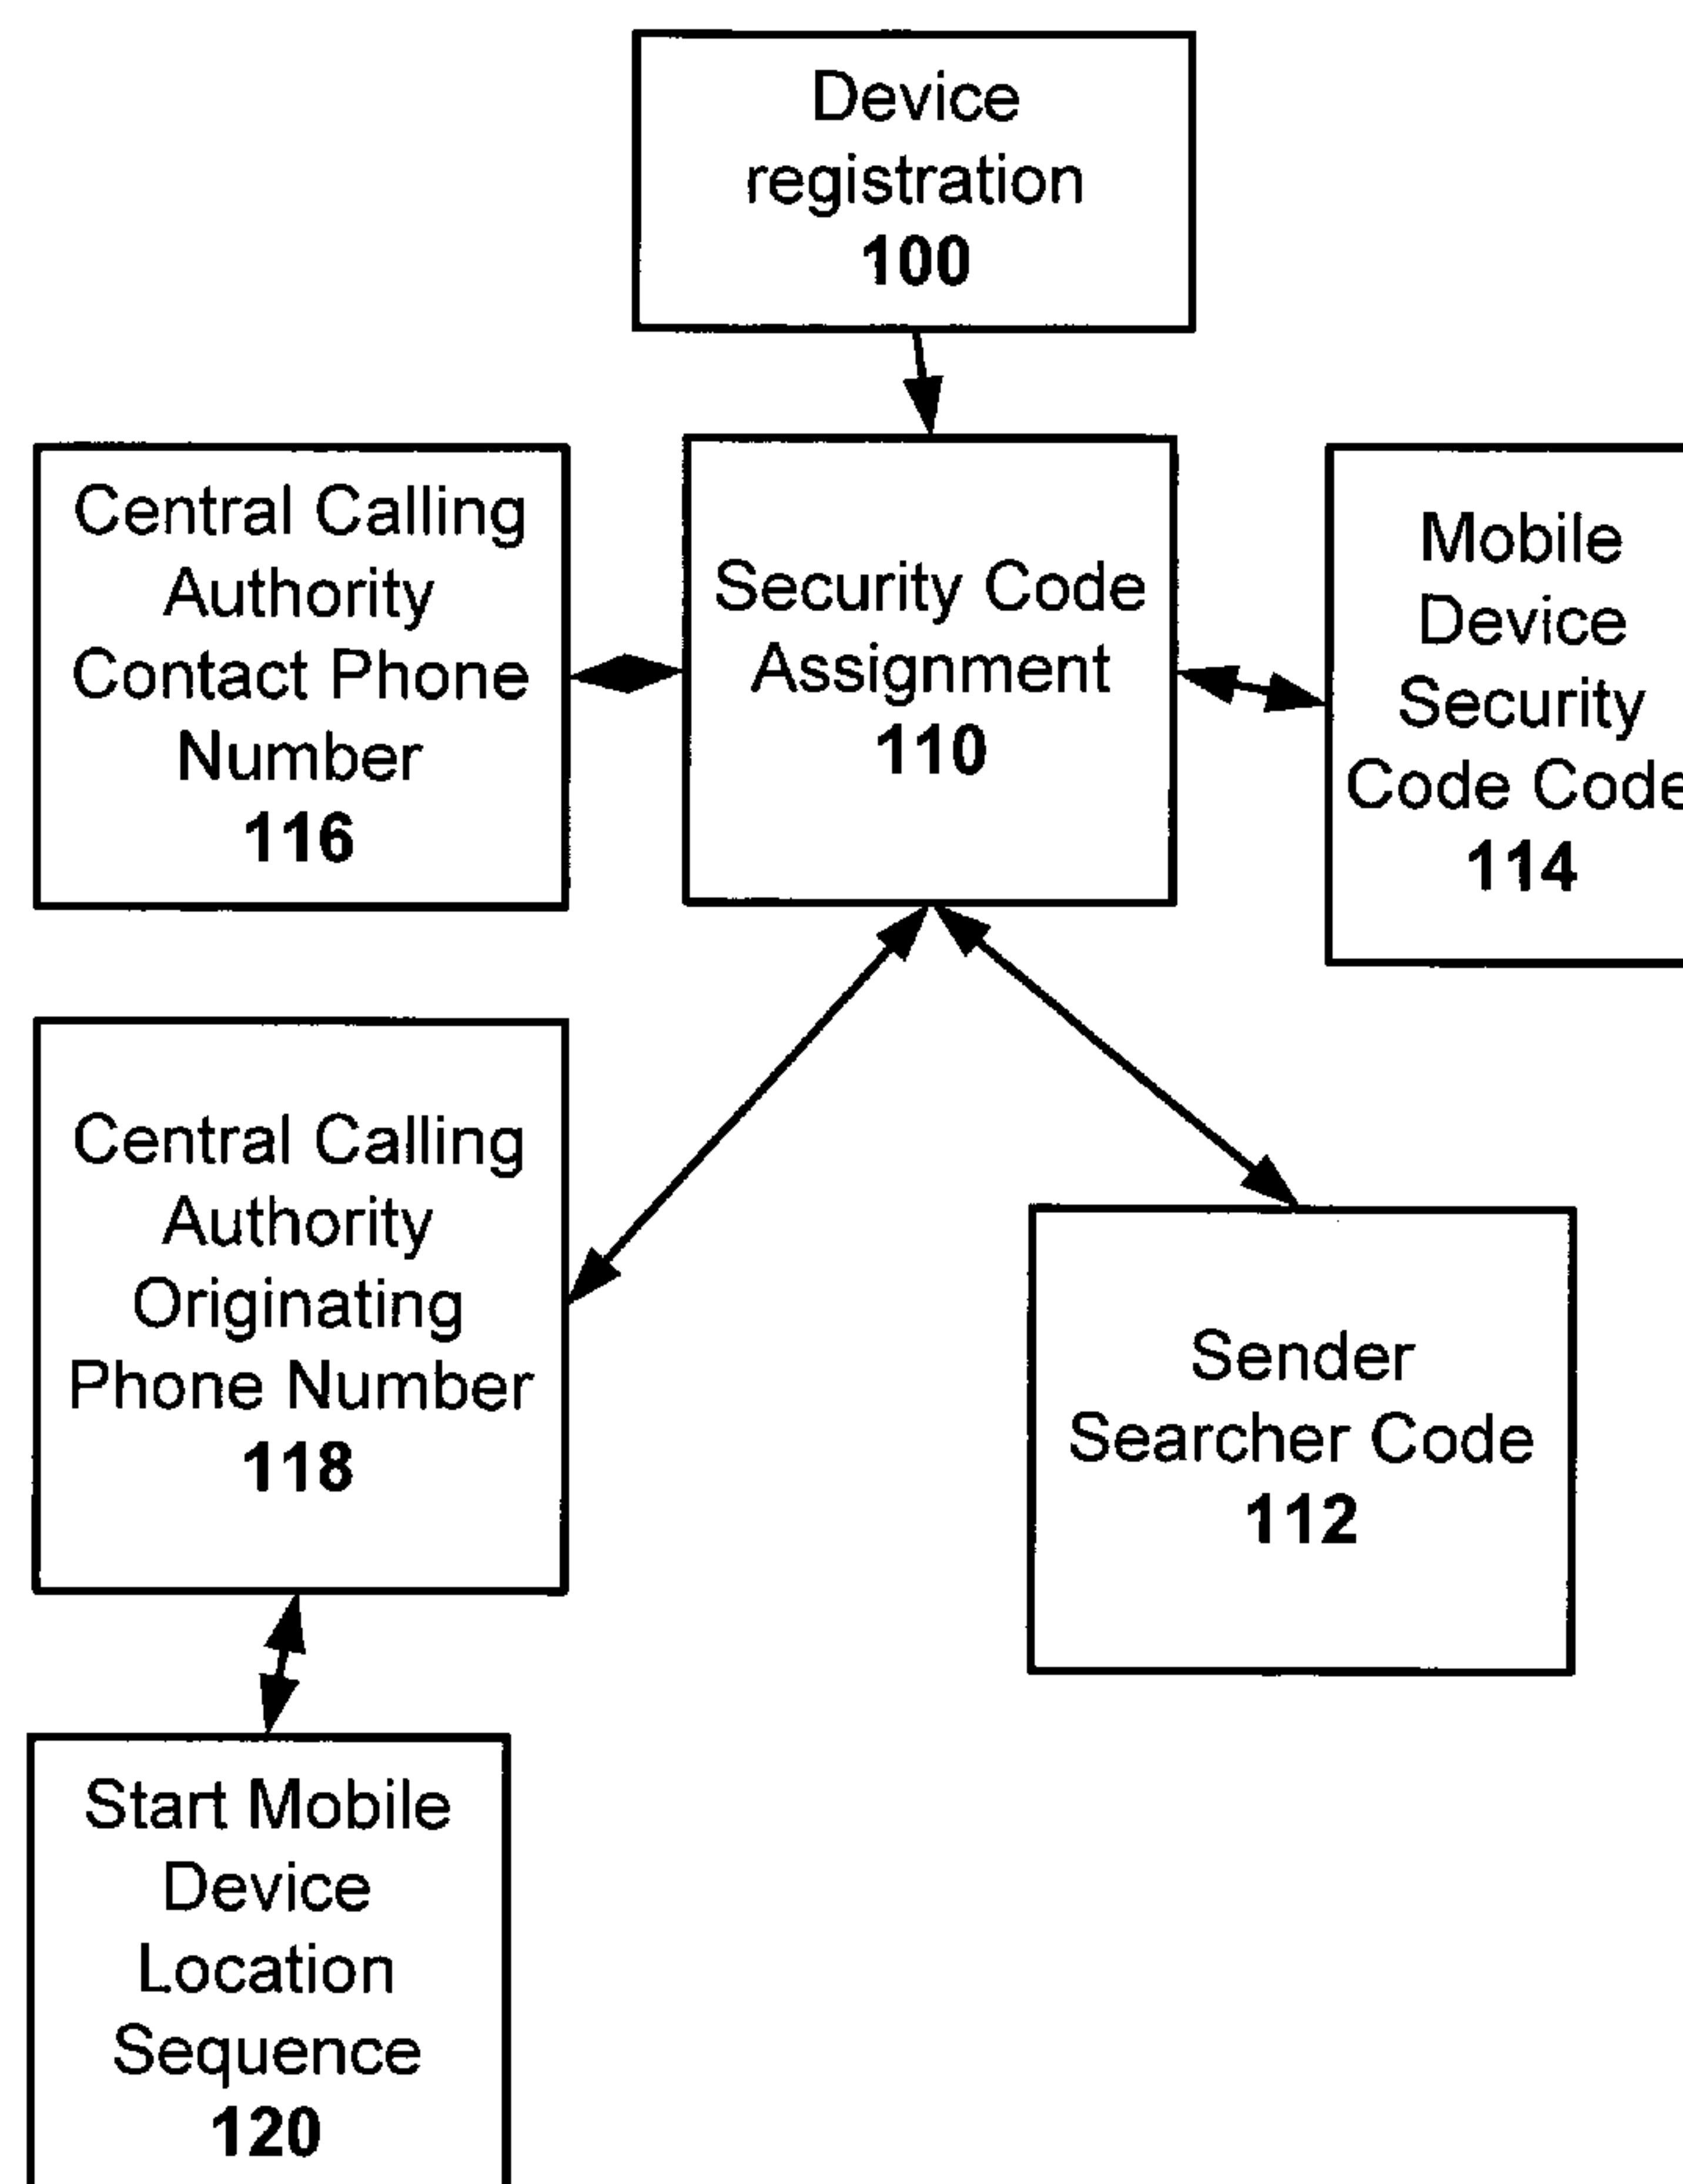 Device
registration
100
Central Calling
Authority
Contact Phone
Number
116
Security Code
Assignment
110
Mobile
Device
Security
Code Code
114
Central Calling
Authority
Originating
Phone Number
118
Sender
Searcher Code
112
Start Mobile
Device
Location
Sequence
120